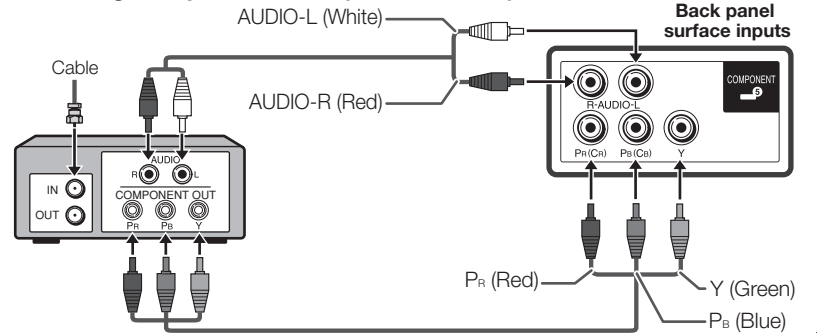 AUDIO-L (White)
Back panel
surface inputs
Cable
COMPONENT
5
AUDIO-R (Red)
R-AUDIO-L
PR(CR) PB(CB) Y
AUDIO
R L
IN
COMPONENT OUT
OUT
PR PB Y
PR (Red)
Y (Green)
PB (Blue)